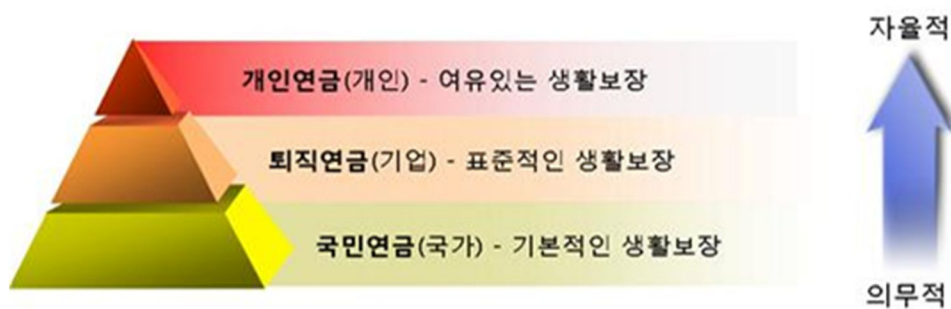 자율적
개인연금(개인) - 여유있는 생활보장
퇴직연금(기업) - 표준적인 생활보장
국민연금(국가) - 기본적인 생활보장
의무적